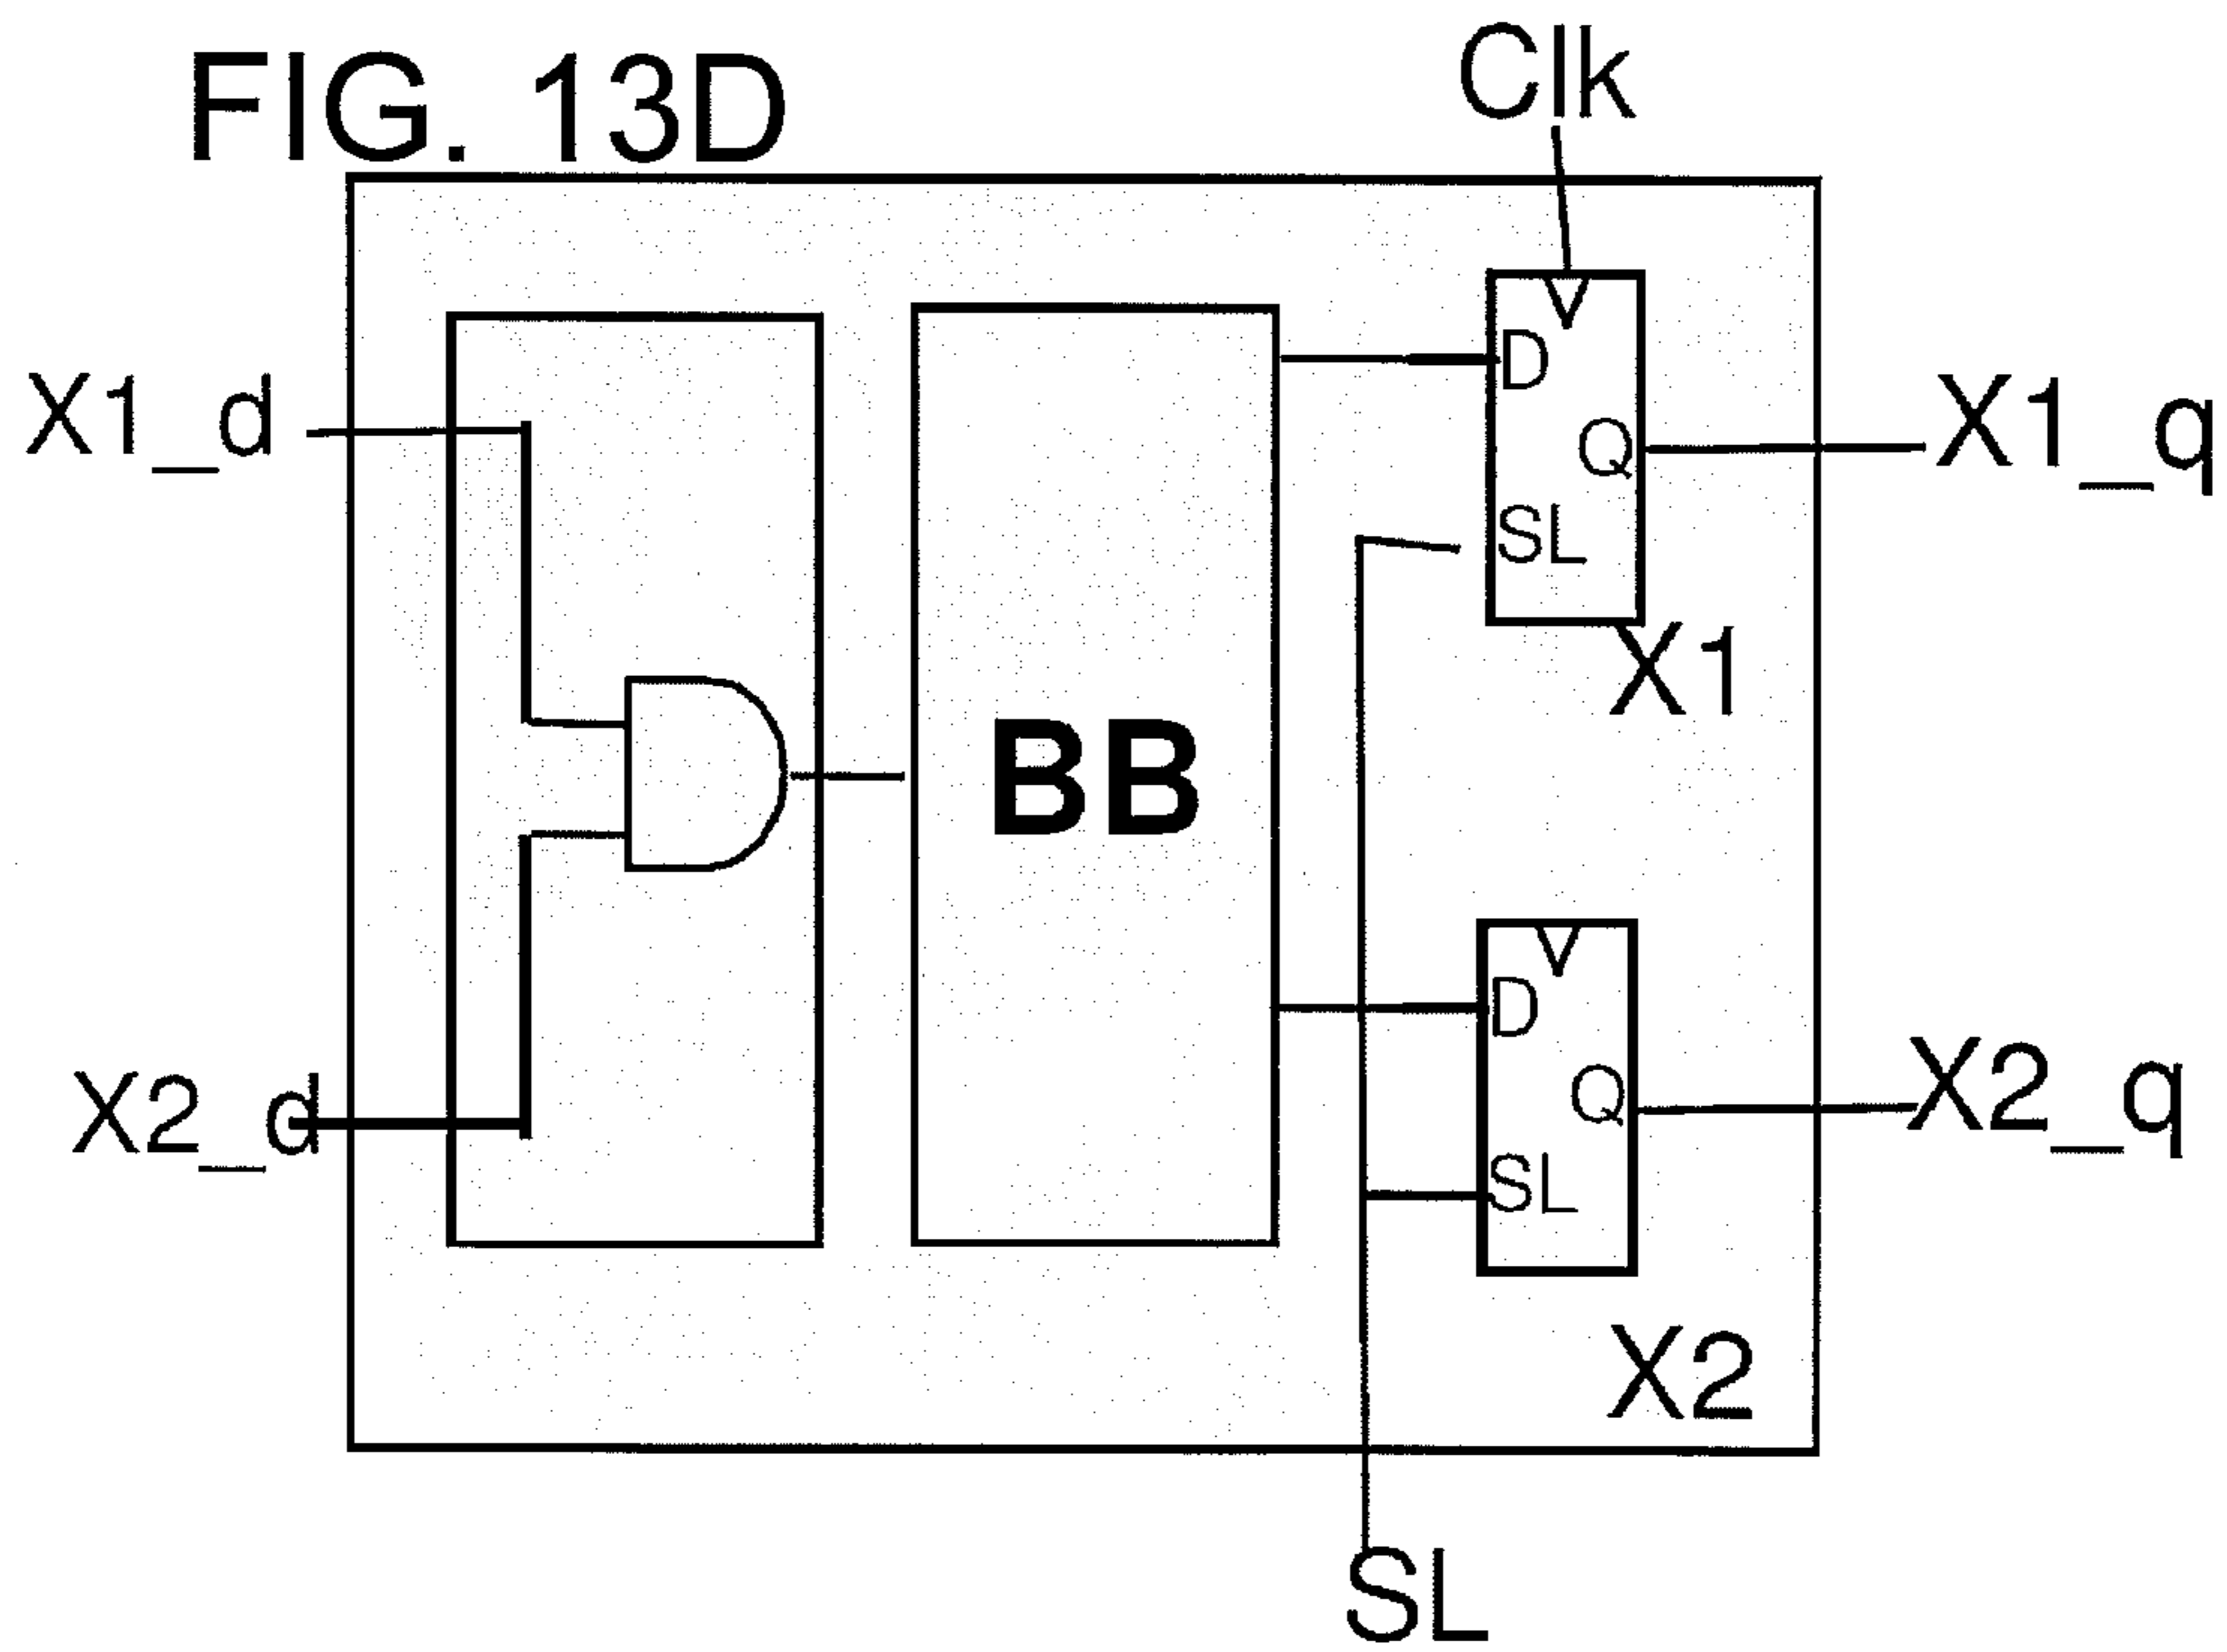 FIG. 13D
Clk
X1_d
D
Q
X1_q
SL
X1
BB
D
X2_d
Q
X2_q
SL
X2
SL